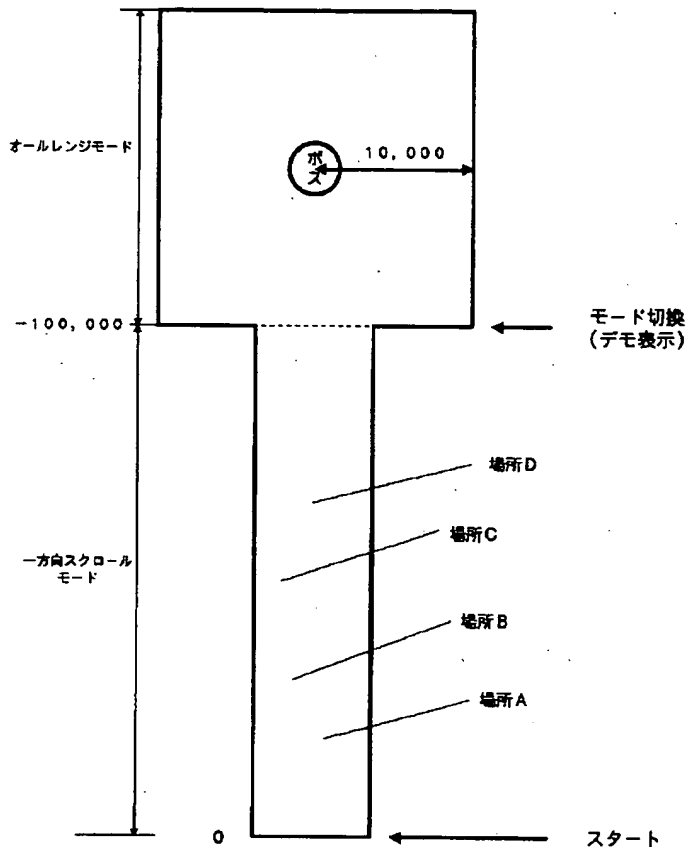 オールレンジモード
ボス
10,000
-100,000
モード切換
(デモ表示)
場所D
場所C
一方向スクロール
モード
場所B
場所A
0
スタート